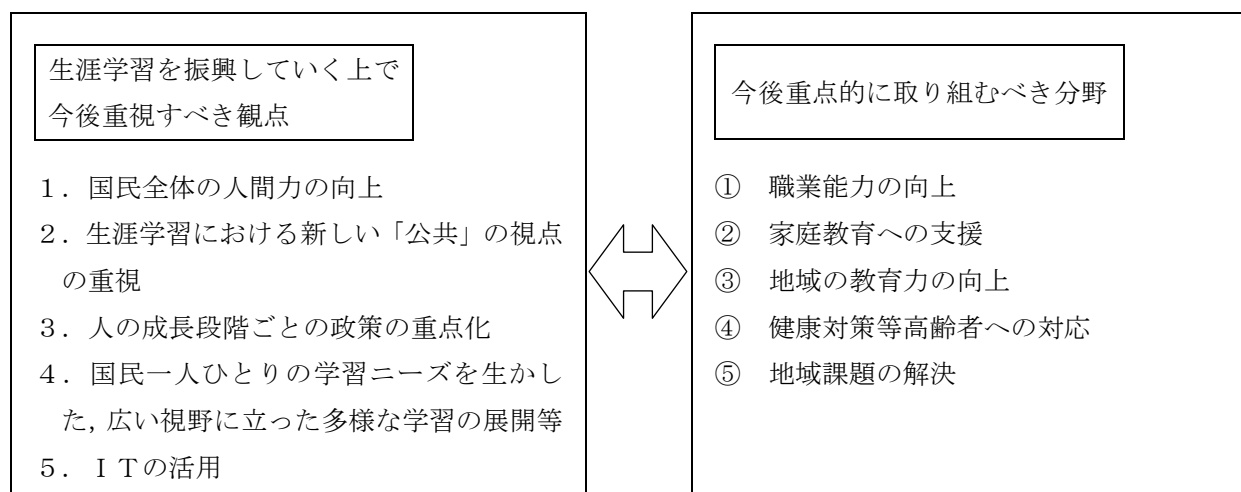 生涯学習を振興していく上で
今後重視すべき観点
１．国民全体の人間力の向上
２．生涯学習における新しい「公共」の視点
の重視
３．人の成長段階ごとの政策の重点化
４．国民一人ひとりの学習ニーズを生かし
た，広い視野に立った多様な学習の展開等
５．ＩＴの活用
今後重点的に取り組むべき分野
① 職業能力の向上
② 家庭教育への支援
③ 地域の教育力の向上
④ 健康対策等高齢者への対応
⑤ 地域課題の解決